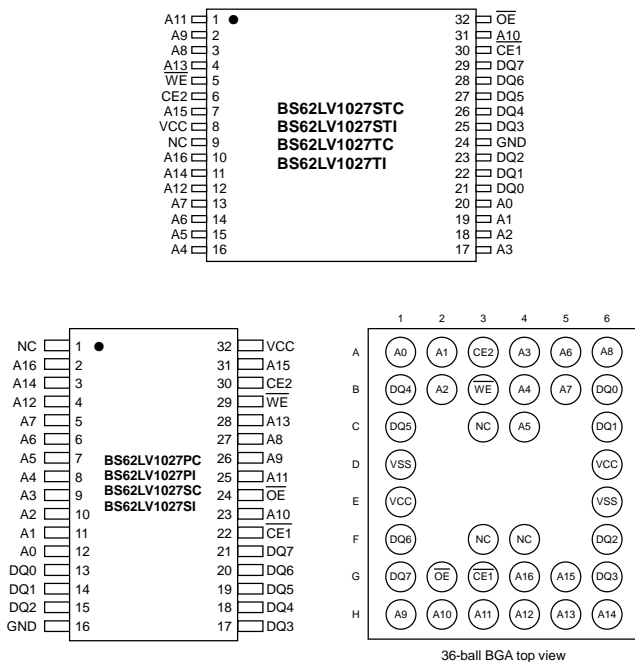 A11 1 32 OE
A9 2 31 A10
A8 3 30 CE1
A13 4 29 DQ7
WE 5 28 DQ6
CE2 6 27 DQ5
A15 7 26 DQ4
VCC 8 25 DQ3
NC 9 24 GND
A16 10 23 DQ2
A14 11 22 DQ1
A12 12 21 DQ0
A7 13 20 A0
A6 14 19 A1
A5 15 18 A2
A4 16 17 A3
BS62LV1027STC
BS62LV1027STI
BS62LV1027TC
BS62LV1027TI
NC 1 32 VCC
A16 2 31 A15
A14 3 30 CE2
A12 4 29 WE
A7 5 28 A13
A6 6 27 A8
A5 7 26 A9
A4 8 25 A11
A3 9 24 OE
A2 10 23 A10
A1 11 22 CE1
A0 12 21 DQ7
DQ0 13 20 DQ6
DQ1 14 19 DQ5
DQ2 15 18 DQ4
GND 16 17 DQ3
BS62LV1027PC
BS62LV1027PI
BS62LV1027SC
BS62LV1027SI
1 2 3 4 5 6
A A0 A1 CE2 A3 A6 A8
B DQ4 A2 WE A4 A7 DQ0
C DQ5 NC A5 DQ1
D VSS VCC
E VCC VSS
F DQ6 NC NC DQ2
G DQ7 OE CE1 A16 A15 DQ3
H A9 A10 A11 A12 A13 A14
36-ball BGA top view